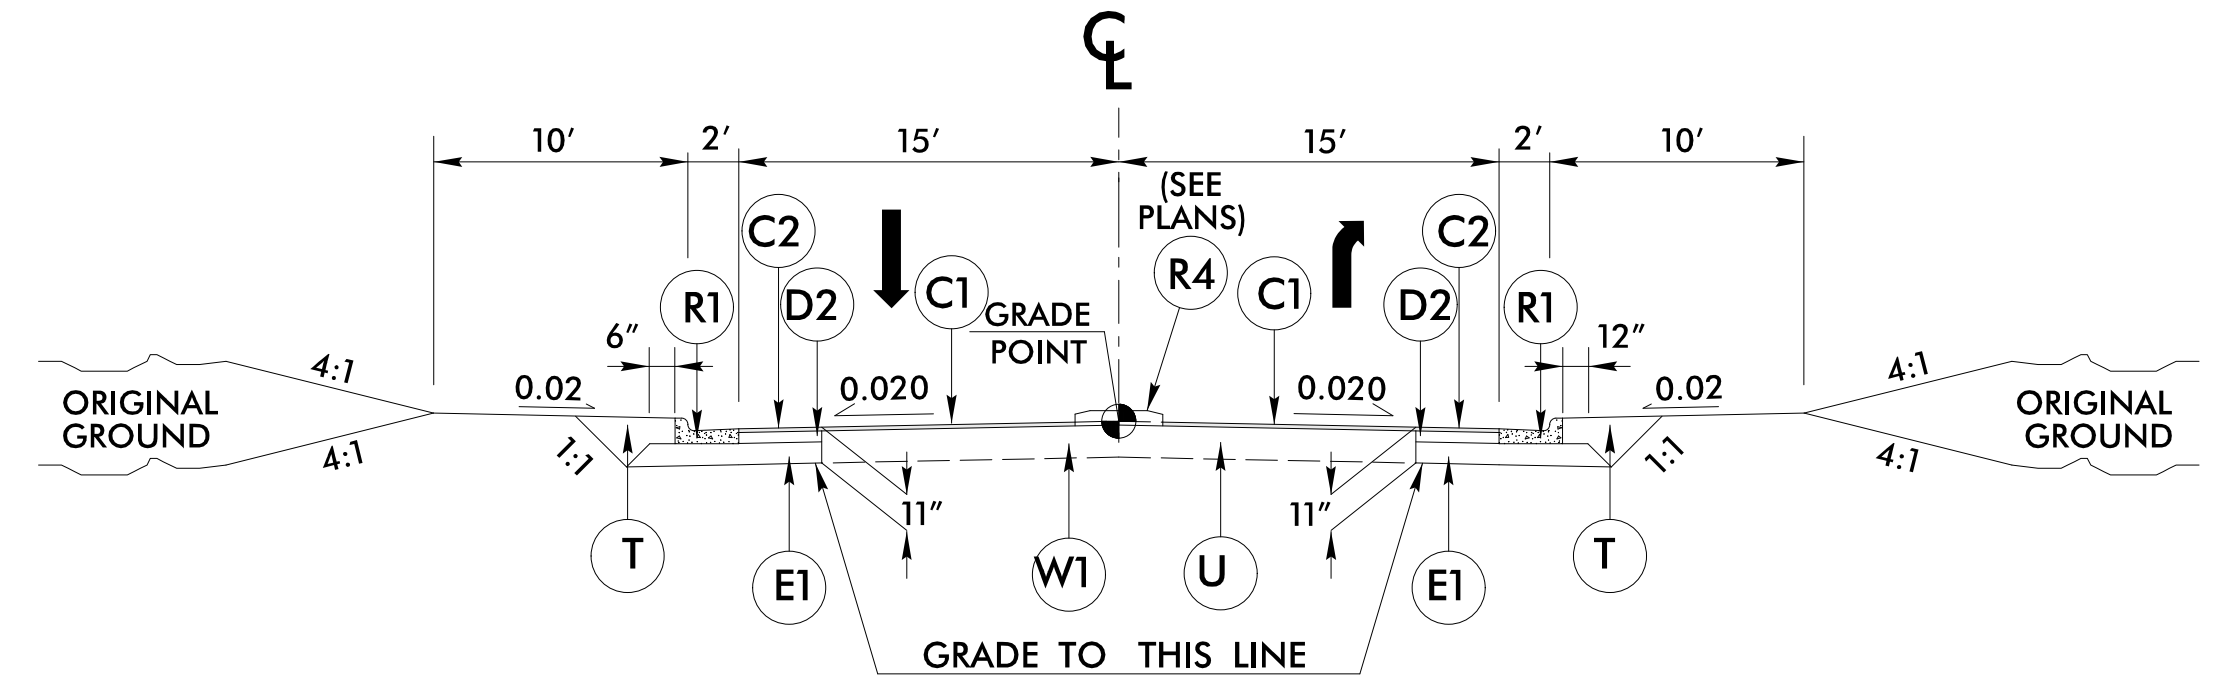 CL
10' 2' 15' 15' 2' 10'
(SEE
PLANS)
C2 C2
R4
R1 D2 C1 C1 D2 R1
GRADE
POINT
6" 12"
4:1 4:1
0.02 0.020 0.020 0.02
ORIGINAL
GROUND
ORIGINAL
GROUND
4:1 1:1 1:1 4:1
11" 11"
T T
E1 W1 U E1
GRADE TO THIS LINE